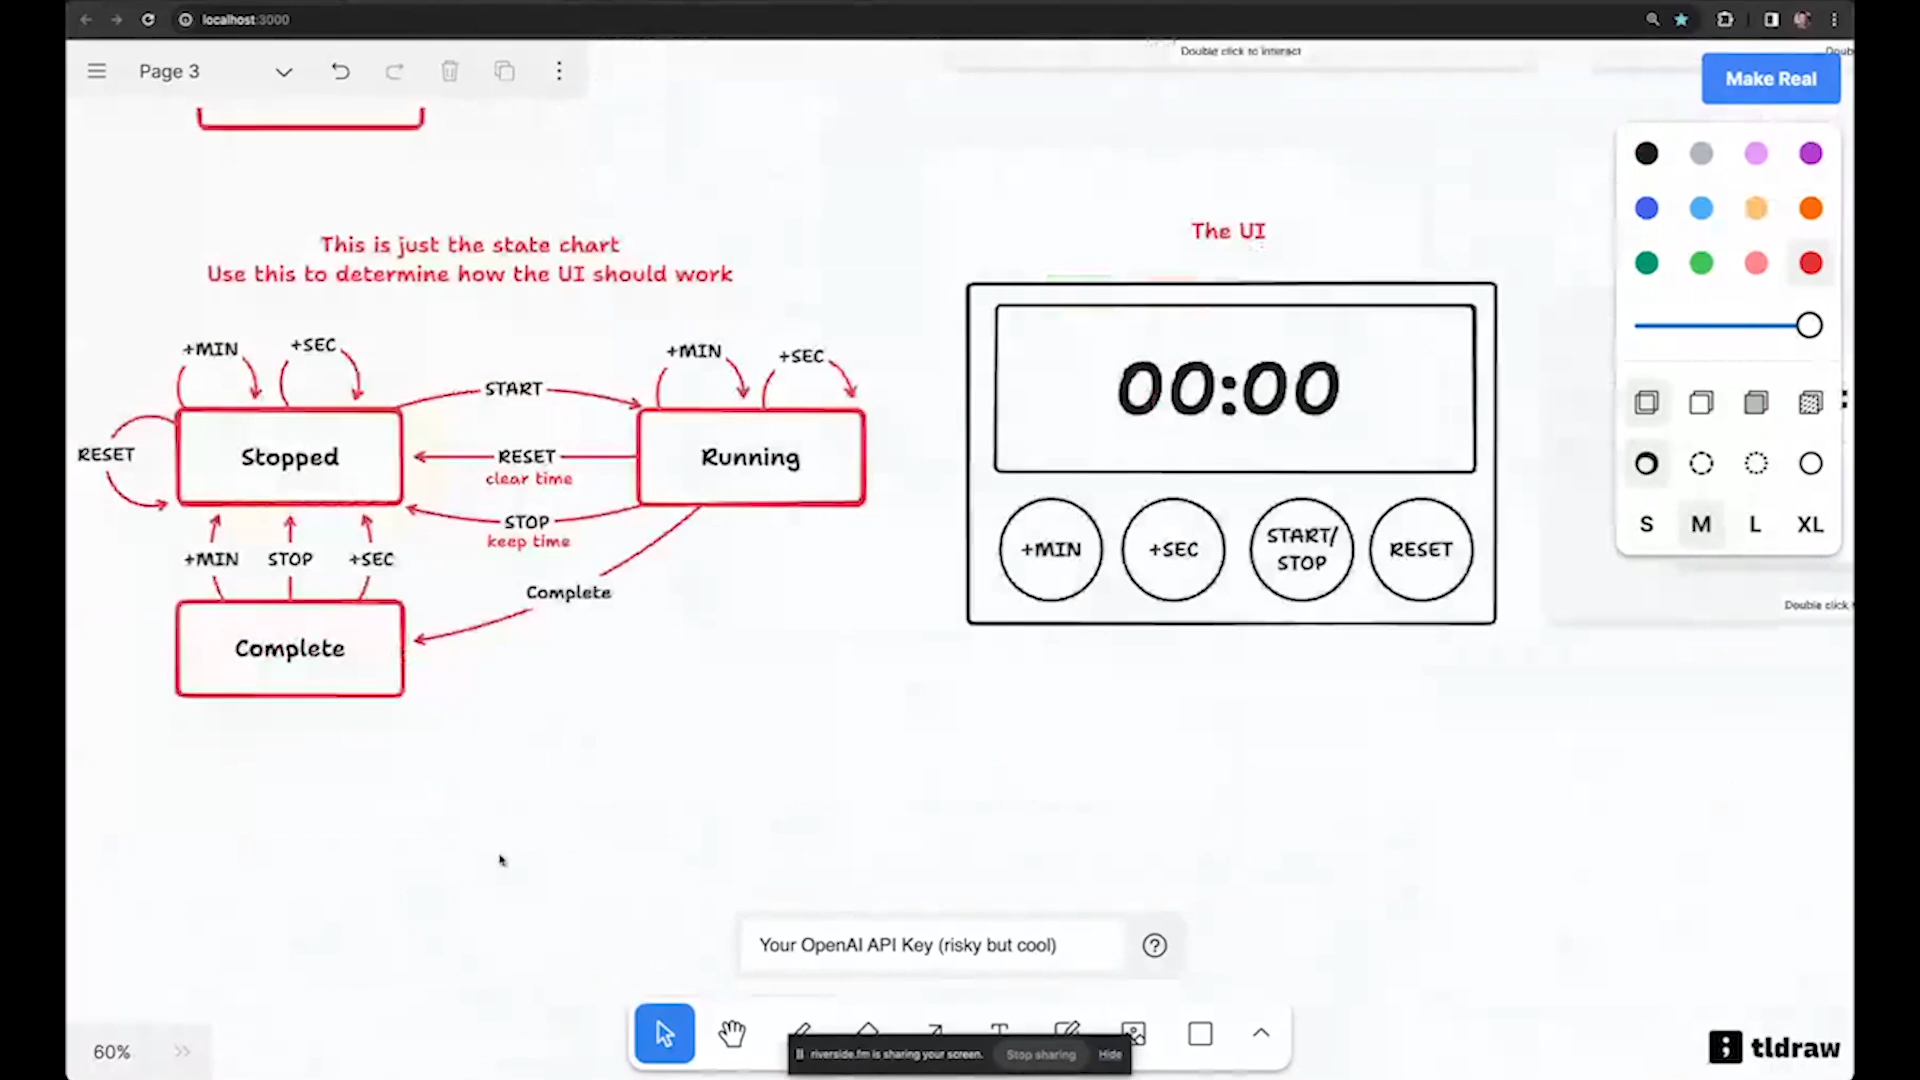 localhost:3000
Double click to interact
Doub
Page 3
Make Real
This is just the state chart
Use this to determine how the UI should work
The UI
+MIN
+SEC
START
+MIN
+SEC
RESET
Stopped
RESET
clear time
Running
STOP
keep time
+MIN
STOP
+SEC
Complete
Complete
00:00
+MIN
+SEC
START/
STOP
RESET
S
M
L
XL
Double click
Your OpenAI API Key (risky but cool)
60%
riverside.fm is sharing your screen.
Stop sharing
Hide
tldraw